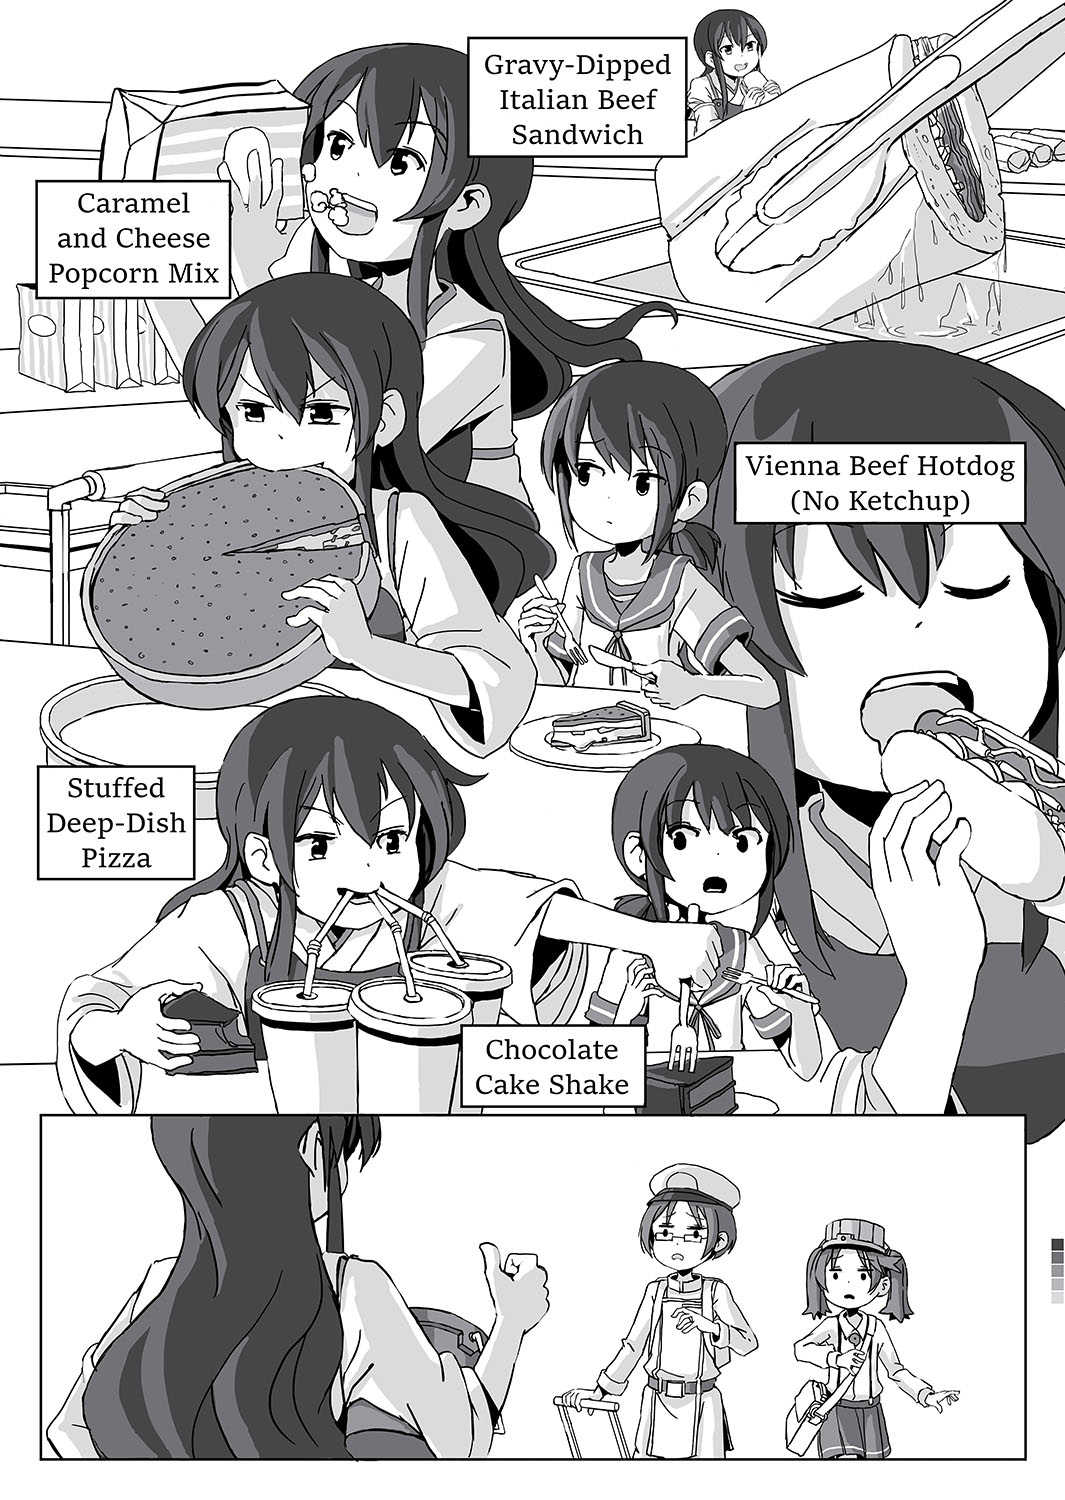 Gravy-Dipped
Italian Beef
Sandwich
Caramel
and Cheese
Popcorn Mix
Vienna Beef Hotdog
(No Ketchup)
Stuffed
Deep-Dish
Pizza
Chocolate
Cake Shake